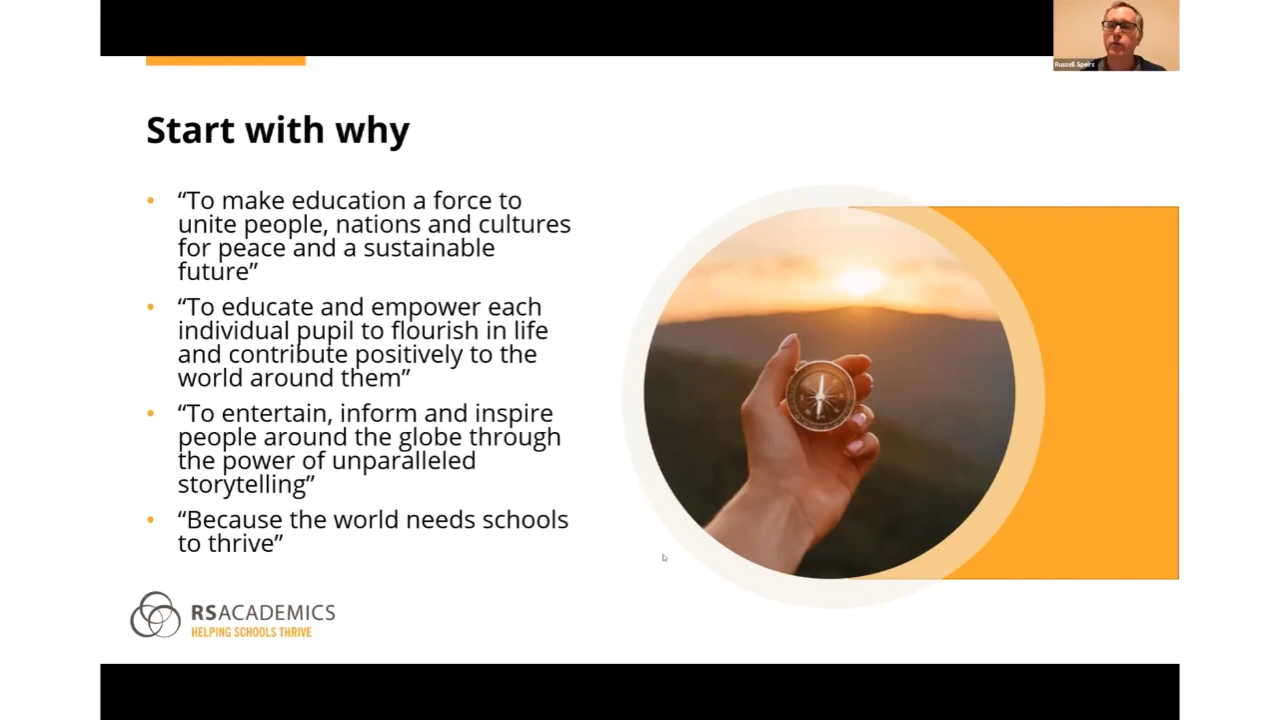 Russell Speirs
Start with why
• “To make education a force to
unite people, nations and cultures
for peace and a sustainable
future”
• “To educate and empower each
individual pupil to flourish in life
and contribute positively to the
world around them”
• “To entertain, inform and inspire
people around the globe through
the power of unparalleled
storytelling”
• “Because the world needs schools
to thrive”
RSACADEMICS
HELPING SCHOOLS THRIVE